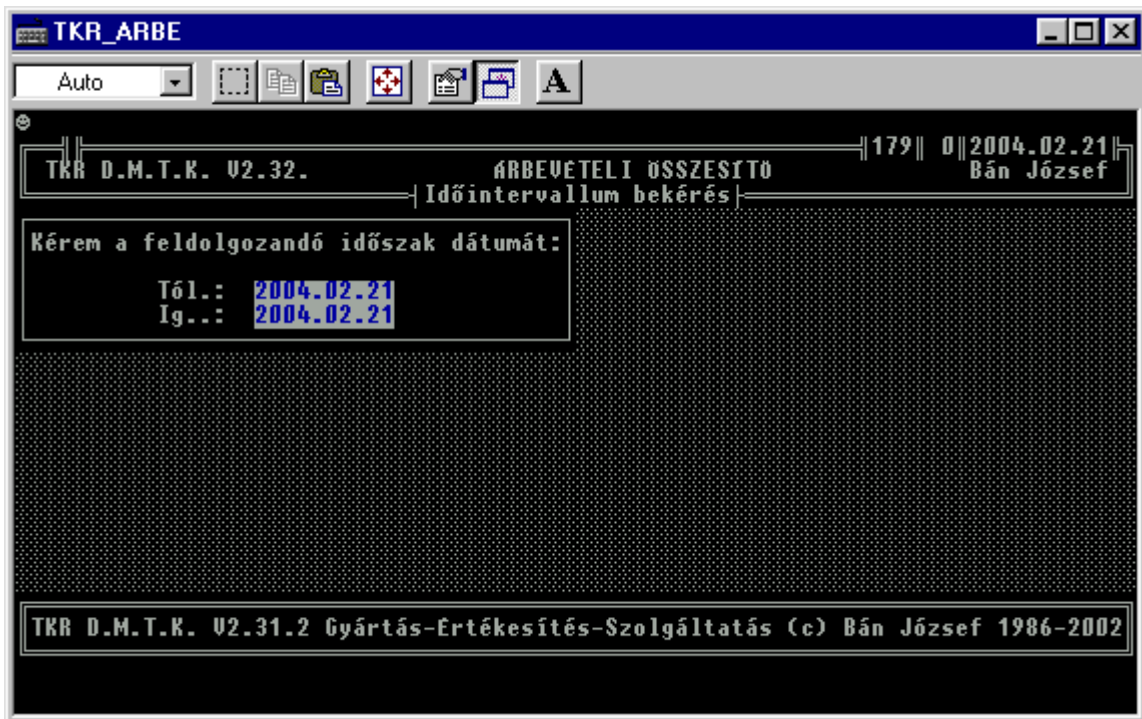 TKR_ARBE
Auto
A
179 0 2004.02.21
TKR D.M.T.K. V2.32. ÁRBEVÉTELI ÖSSZESÍTŐ Bán József
Időintervallum bekérés
Kérem a feldolgozandó időszak dátumát:
Tól.: 2004.02.21
Ig..: 2004.02.21
TKR D.M.T.K. V2.31.2 Gyártás-Értékesítés-Szolgáltatás (c) Bán József 1986-2002